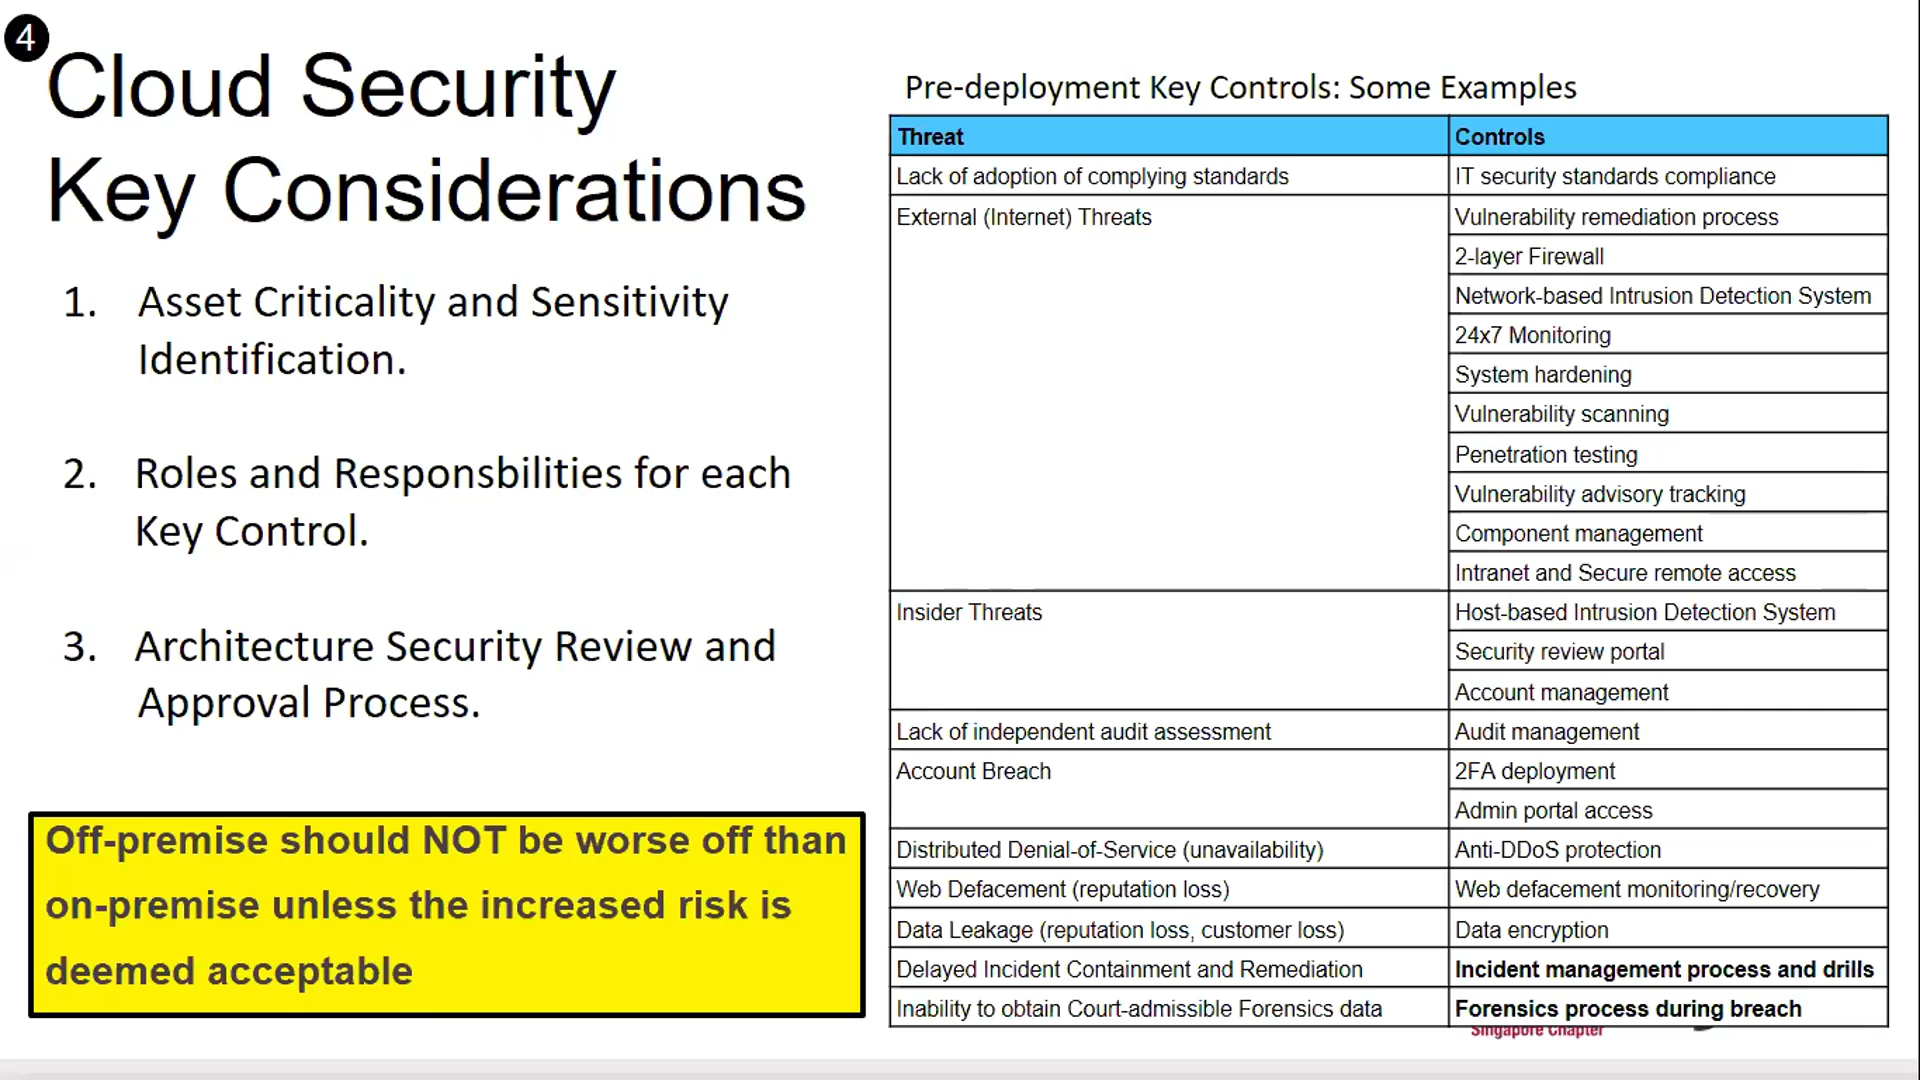 4
Cloud Security
Key Considerations
1. Asset Criticality and Sensitivity
Identification.
2. Roles and Responsbilities for each
Key Control.
3. Architecture Security Review and
Approval Process.
Off-premise should NOT be worse off than
on-premise unless the increased risk is
deemed acceptable
Pre-deployment Key Controls: Some Examples
Threat Controls
Lack of adoption of complying standards IT security standards compliance
External (Internet) Threats Vulnerability remediation process
2-layer Firewall
Network-based Intrusion Detection System
24x7 Monitoring
System hardening
Vulnerability scanning
Penetration testing
Vulnerability advisory tracking
Component management
Intranet and Secure remote access
Insider Threats Host-based Intrusion Detection System
Security review portal
Account management
Lack of independent audit assessment Audit management
Account Breach 2FA deployment
Admin portal access
Distributed Denial-of-Service (unavailability) Anti-DDoS protection
Web Defacement (reputation loss) Web defacement monitoring/recovery
Data Leakage (reputation loss, customer loss) Data encryption
Delayed Incident Containment and Remediation Incident management process and drills
Inability to obtain Court-admissible Forensics data Forensics process during breach
Singapore Chapter